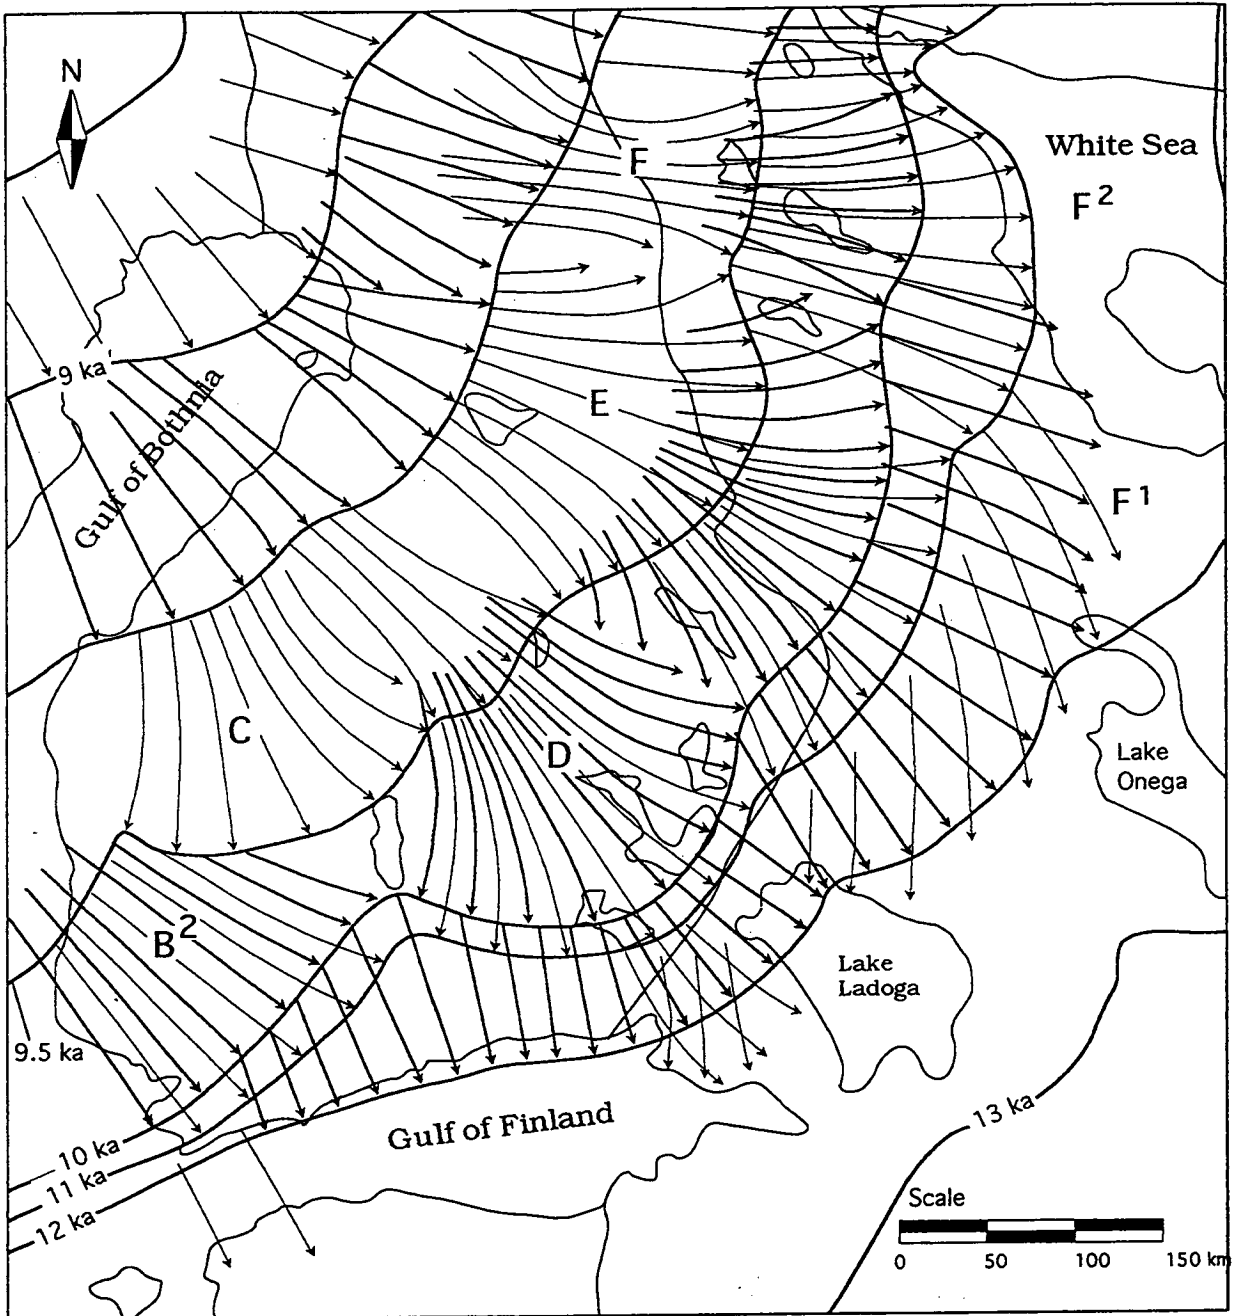 N
F
White Sea
F²
9 ka
Gulf of Bothnia
E
F¹
C
D
Lake
Onega
B²
Lake
Ladoga
9.5 ka
Gulf of Finland
13 ka
10 ka
11 ka
12 ka
Scale
0 50 100 150 km